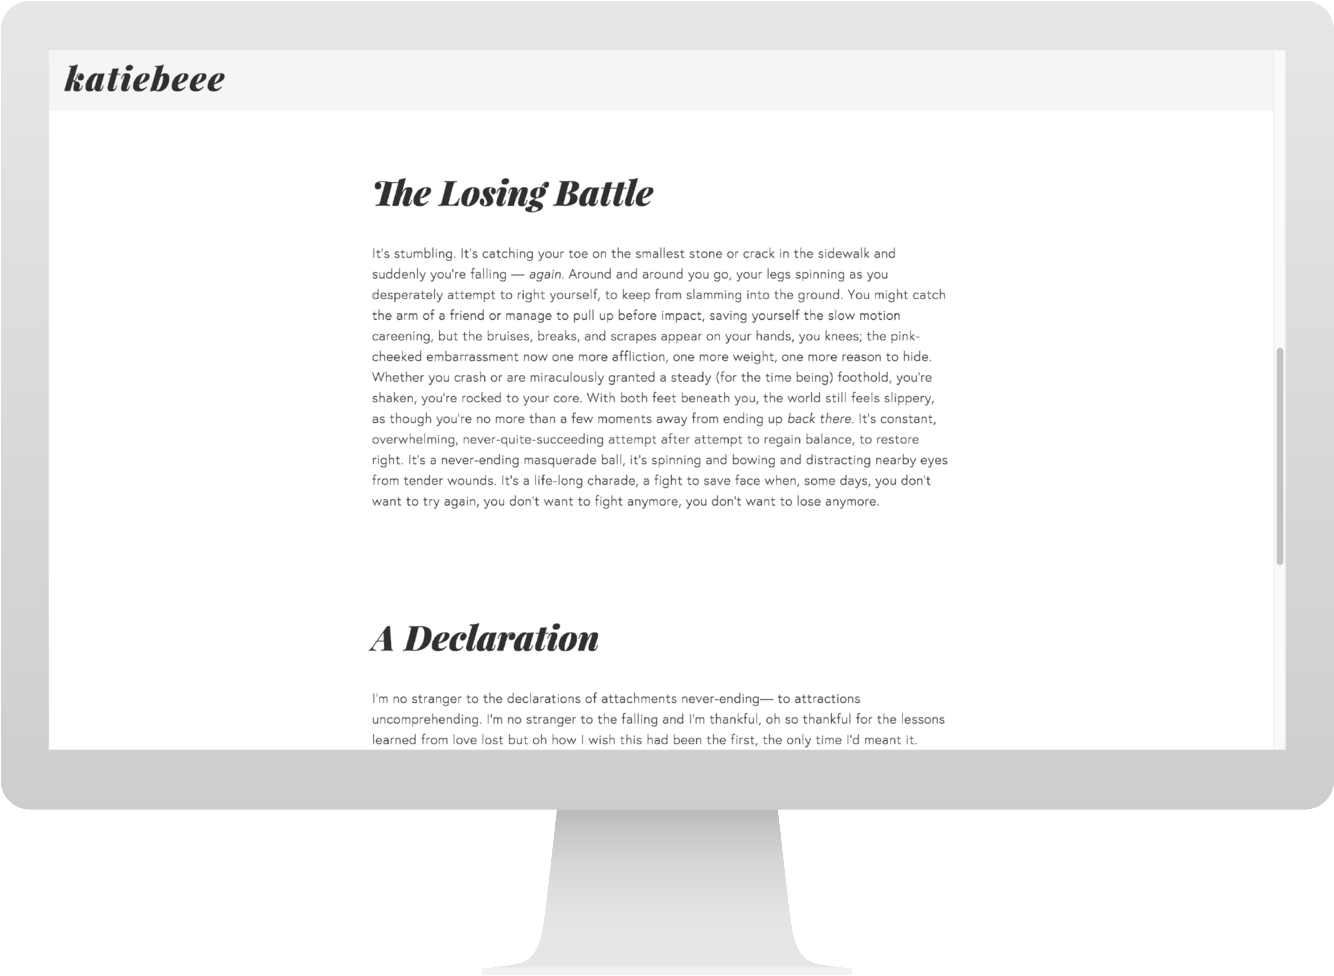 katiebeee
The Losing Battle
It's stumbling. It's catching your toe on the smallest stone or crack in the sidewalk and
suddenly you're falling — again. Around and around you go, your legs spinning as you
desperately attempt to right yourself, to keep from slamming into the ground. You might catch
the arm of a friend or manage to pull up before impact, saving yourself the slow motion
careening, but the bruises, breaks, and scrapes appear on your hands, you knees; the pink-
cheeked embarrassment now one more affliction, one more weight, one more reason to hide.
Whether you crash or are miraculously granted a steady (for the time being) foothold, you're
shaken, you're rocked to your core. With both feet beneath you, the world still feels slippery,
as though you're no more than a few moments away from ending up back there. It's constant,
overwhelming, never-quite-succeeding attempt after attempt to regain balance, to restore
right. It's a never-ending masquerade ball, it's spinning and bowing and distracting nearby eyes
from tender wounds. It's a life-long charade, a fight to save face when, some days, you don't
want to try again, you don't want to fight anymore, you don't want to lose anymore.
A Declaration
I'm no stranger to the declarations of attachments never-ending— to attractions
uncomprehending. I'm no stranger to the falling and I'm thankful, oh so thankful for the lessons
learned from love lost but oh how I wish this had been the first, the only time I'd meant it.